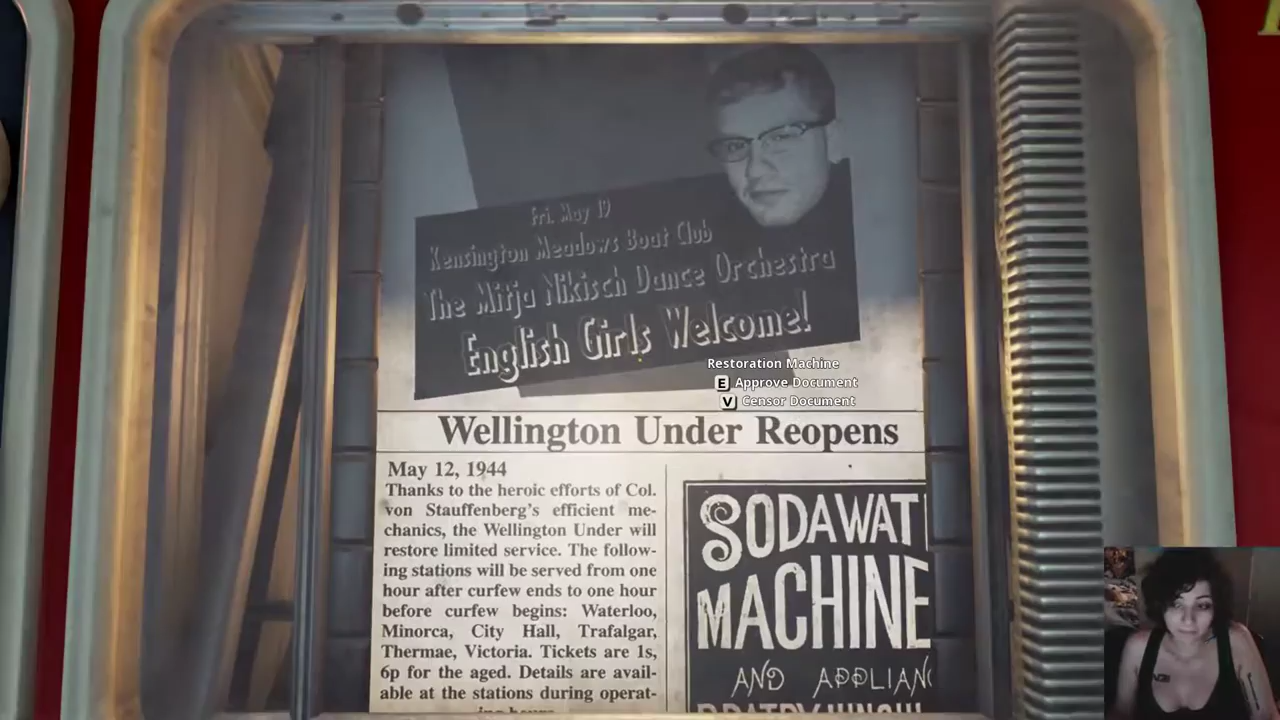 Fri. May 19
Kensington Meadows Boat Club
The Mitja Nikisch Dance Orchestra
English Girls Welcome!
Restoration Machine
E Approve Document
V Censor Document
Wellington Under Reopens
May 12, 1944
Thanks to the heroic efforts of Col.
von Stauffenberg's efficient me-
chanics, the Wellington Under will
restore limited service. The follow-
ing stations will be served from one
hour after curfew ends to one hour
before curfew begins: Waterloo,
Minorca, City Hall, Trafalgar,
Thermae, Victoria. Tickets are 1s,
6p for the aged. Details are avail-
able at the stations during operat-
ing hours.
SODAWAT
MACHINE
AND APPLIAN